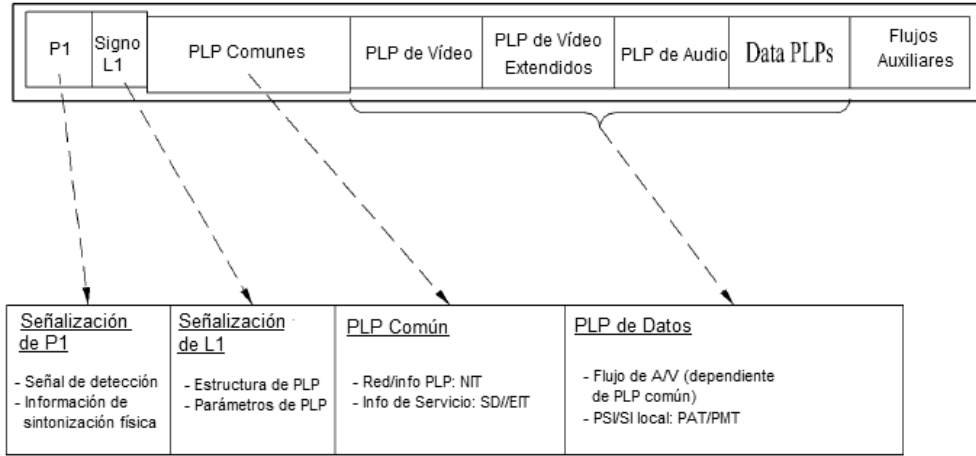 P1
Signo
L1
PLP Comunes
PLP de Vídeo
PLP de Vídeo
Extendidos
PLP de Audio
Data PLPs
Flujos
Auxiliares
Señalización
de P1
- Señal de detección
- Información de
sintonización física
Señalización
de L1
- Estructura de PLP
- Parámetros de PLP
PLP Común
- Red/info PLP: NIT
- Info de Servicio: SD//EIT
PLP de Datos
- Flujo de A/V (dependiente
de PLP común)
- PSI/SI local: PAT/PMT